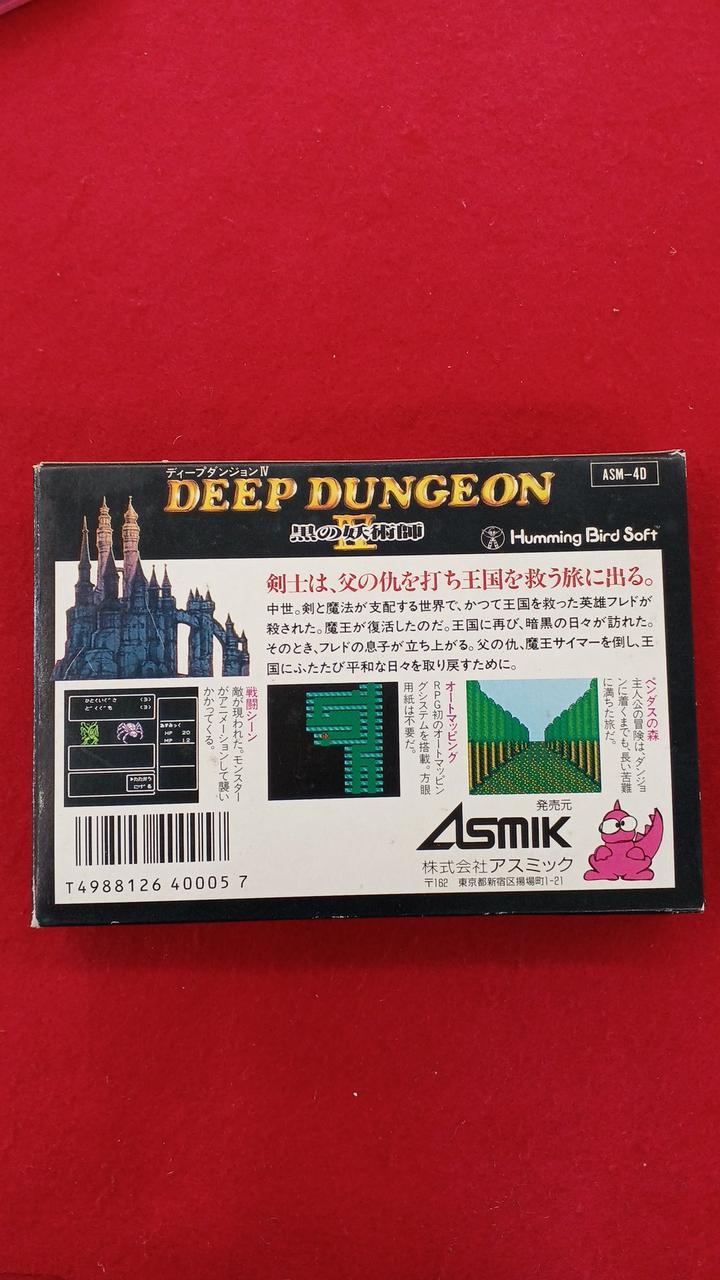 ディープダンジョンⅣ
DEEP DUNGEON
Ⅳ
黒の妖術師
ASM-4D
Humming Bird Soft™
剣士は、父の仇を打ち王国を救う旅に出る。
中世。剣と魔法が支配する世界で、かつて王国を救った英雄フレドが
殺された。魔王が復活したのだ。王国に再び、暗黒の日々が訪れた。
そのとき、フレドの息子が立ち上がる。父の仇、魔王サイマーを倒し、王
国にふたたび平和な日々を取り戻すために。
戦闘シーン
敵が現われた。モンスター
がアニメーションして襲い
かかってくる。
HP 20
MP 12
たたかう
にげる
オートマッピング
RPG初のオートマッピン
グシステムを搭載。方眼
用紙は不要だ。
ベンダスの森
主人公の冒険は、ダンジョ
ンに着くまでも、長い苦難
に満ちた旅だ。
発売元
ASMIK
株式会社アスミック
〒162 東京都新宿区揚場町1-21
T4988126 40005 7